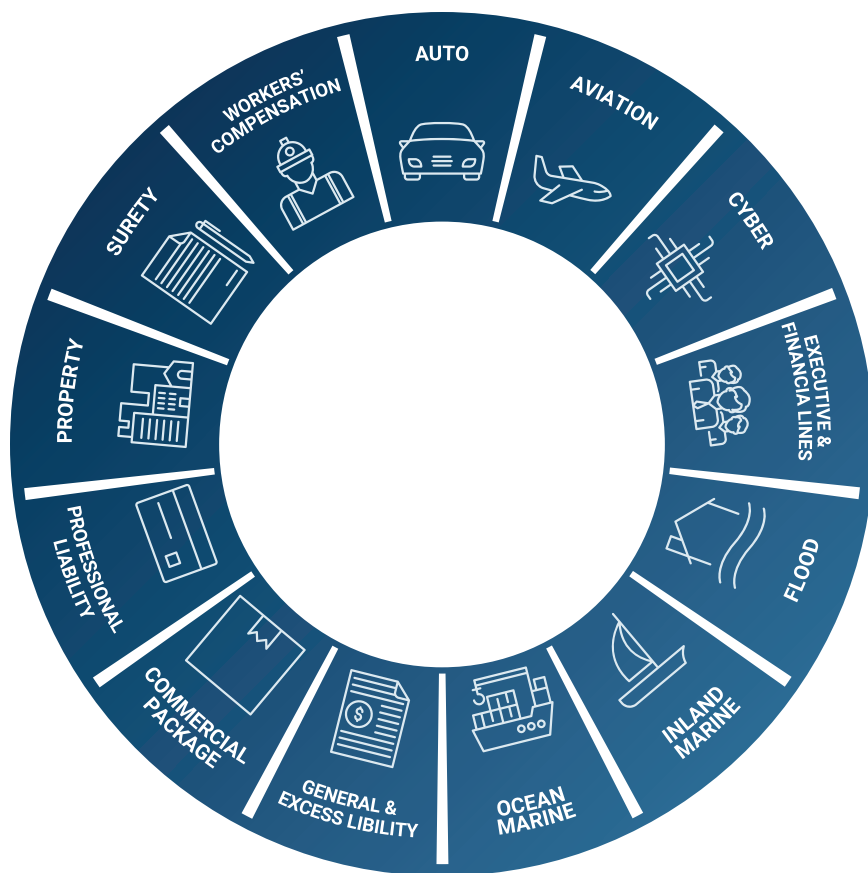 AUTO
AVIATION
CYBER
EXECUTIVE &
FINANCIA LINES
FLOOD
INLAND
MARINE
OCEAN
MARINE
GENERAL &
EXCESS LIBILITY
COMMERCIAL
PACKAGE
PROFESSIONAL
LIABILITY
PROPERTY
SURETY
WORKERS'
COMPENSATION
$